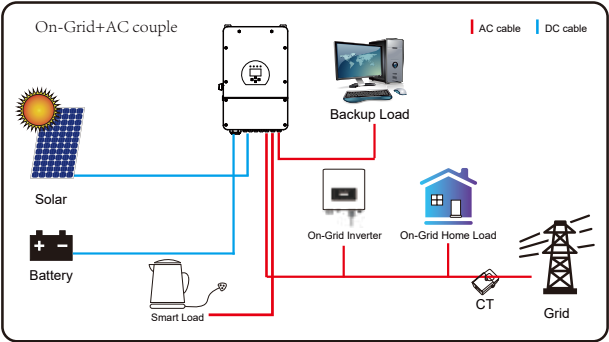 On-Grid+AC couple
AC cable
DC cable
Backup Load
Solar
On-Grid Inverter
On-Grid Home Load
Battery
Smart Load
CT
Grid